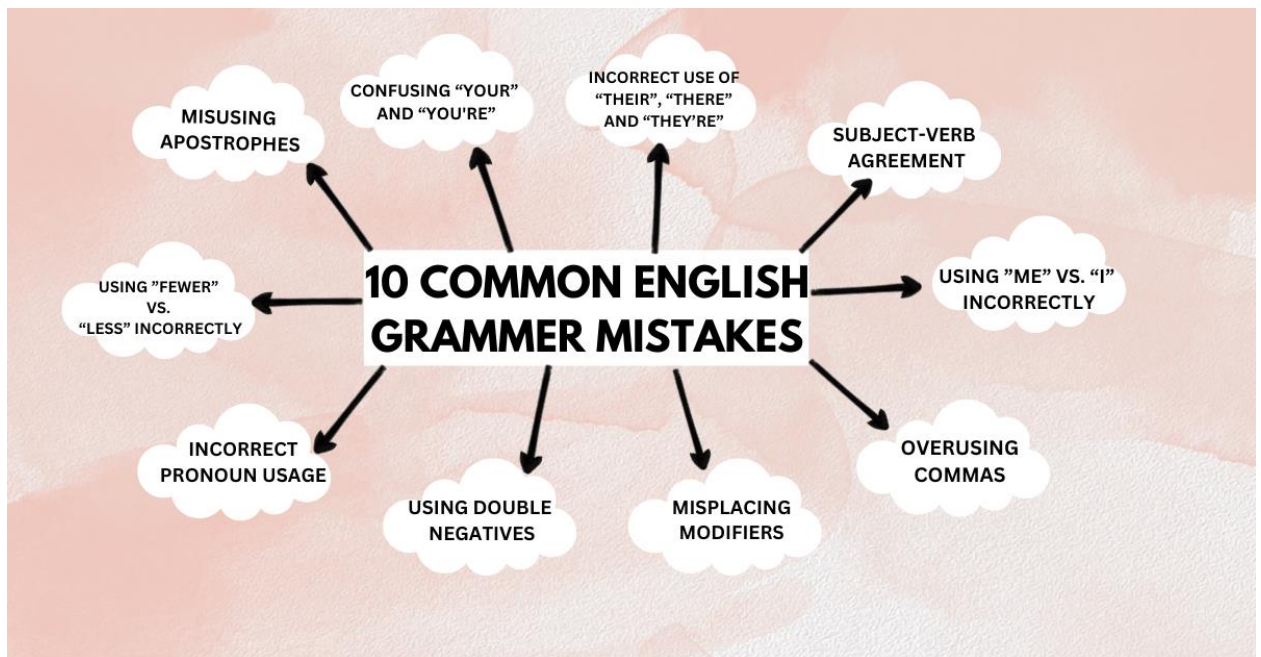 MISUSING
APOSTROPHES
CONFUSING “YOUR”
AND “YOU'RE”
INCORRECT USE OF
“THEIR”, “THERE”
AND “THEY’RE”
SUBJECT-VERB
AGREEMENT
USING ”FEWER”
VS.
“LESS” INCORRECTLY
10 COMMON ENGLISH
GRAMMER MISTAKES
USING ”ME” VS. “I”
INCORRECTLY
INCORRECT
PRONOUN USAGE
USING DOUBLE
NEGATIVES
MISPLACING
MODIFIERS
OVERUSING
COMMAS